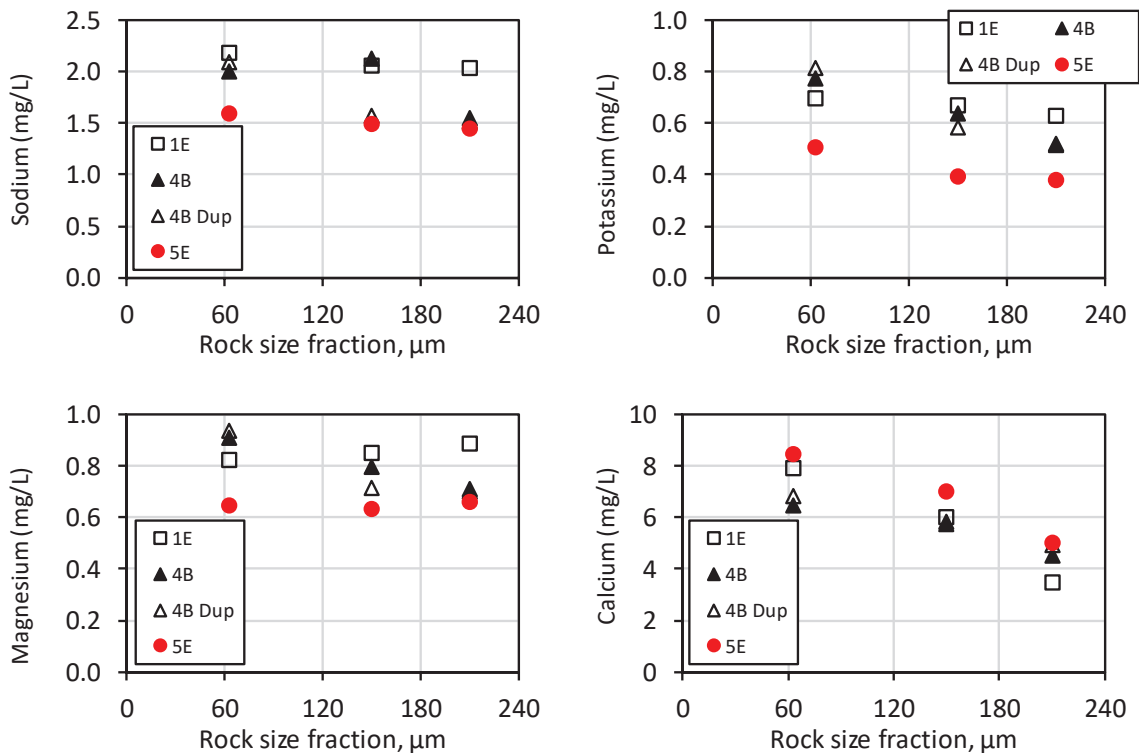 Sodium (mg/L)
2.5
2.0
1.5
1.0
0.5
0.0
1E
4B
4B Dup
5E
0 60 120 180 240
Rock size fraction, µm
Potassium (mg/L)
1.0
0.8
0.6
0.4
0.2
0.0
1E 4B
4B Dup 5E
0 60 120 180 240
Rock size fraction, µm
Magnesium (mg/L)
1.0
0.8
0.6
0.4
0.2
0.0
1E
4B
4B Dup
5E
0 60 120 180 240
Rock size fraction, µm
Calcium (mg/L)
10
8
6
4
2
0
1E
4B
4B Dup
5E
0 60 120 180 240
Rock size fraction, µm